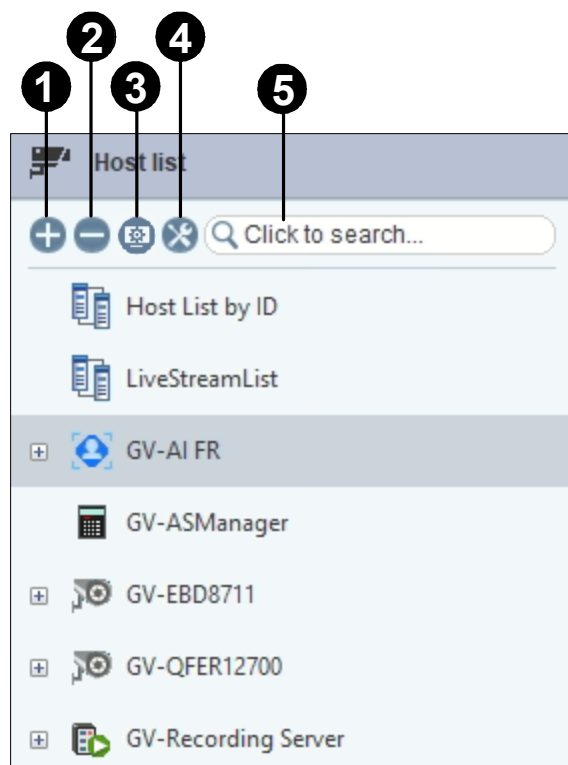 1
2
3
4
5
Host list
Click to search...
Host List by ID
LiveStreamList
GV-AI FR
GV-ASManager
GV-EBD8711
GV-QFER12700
GV-Recording Server